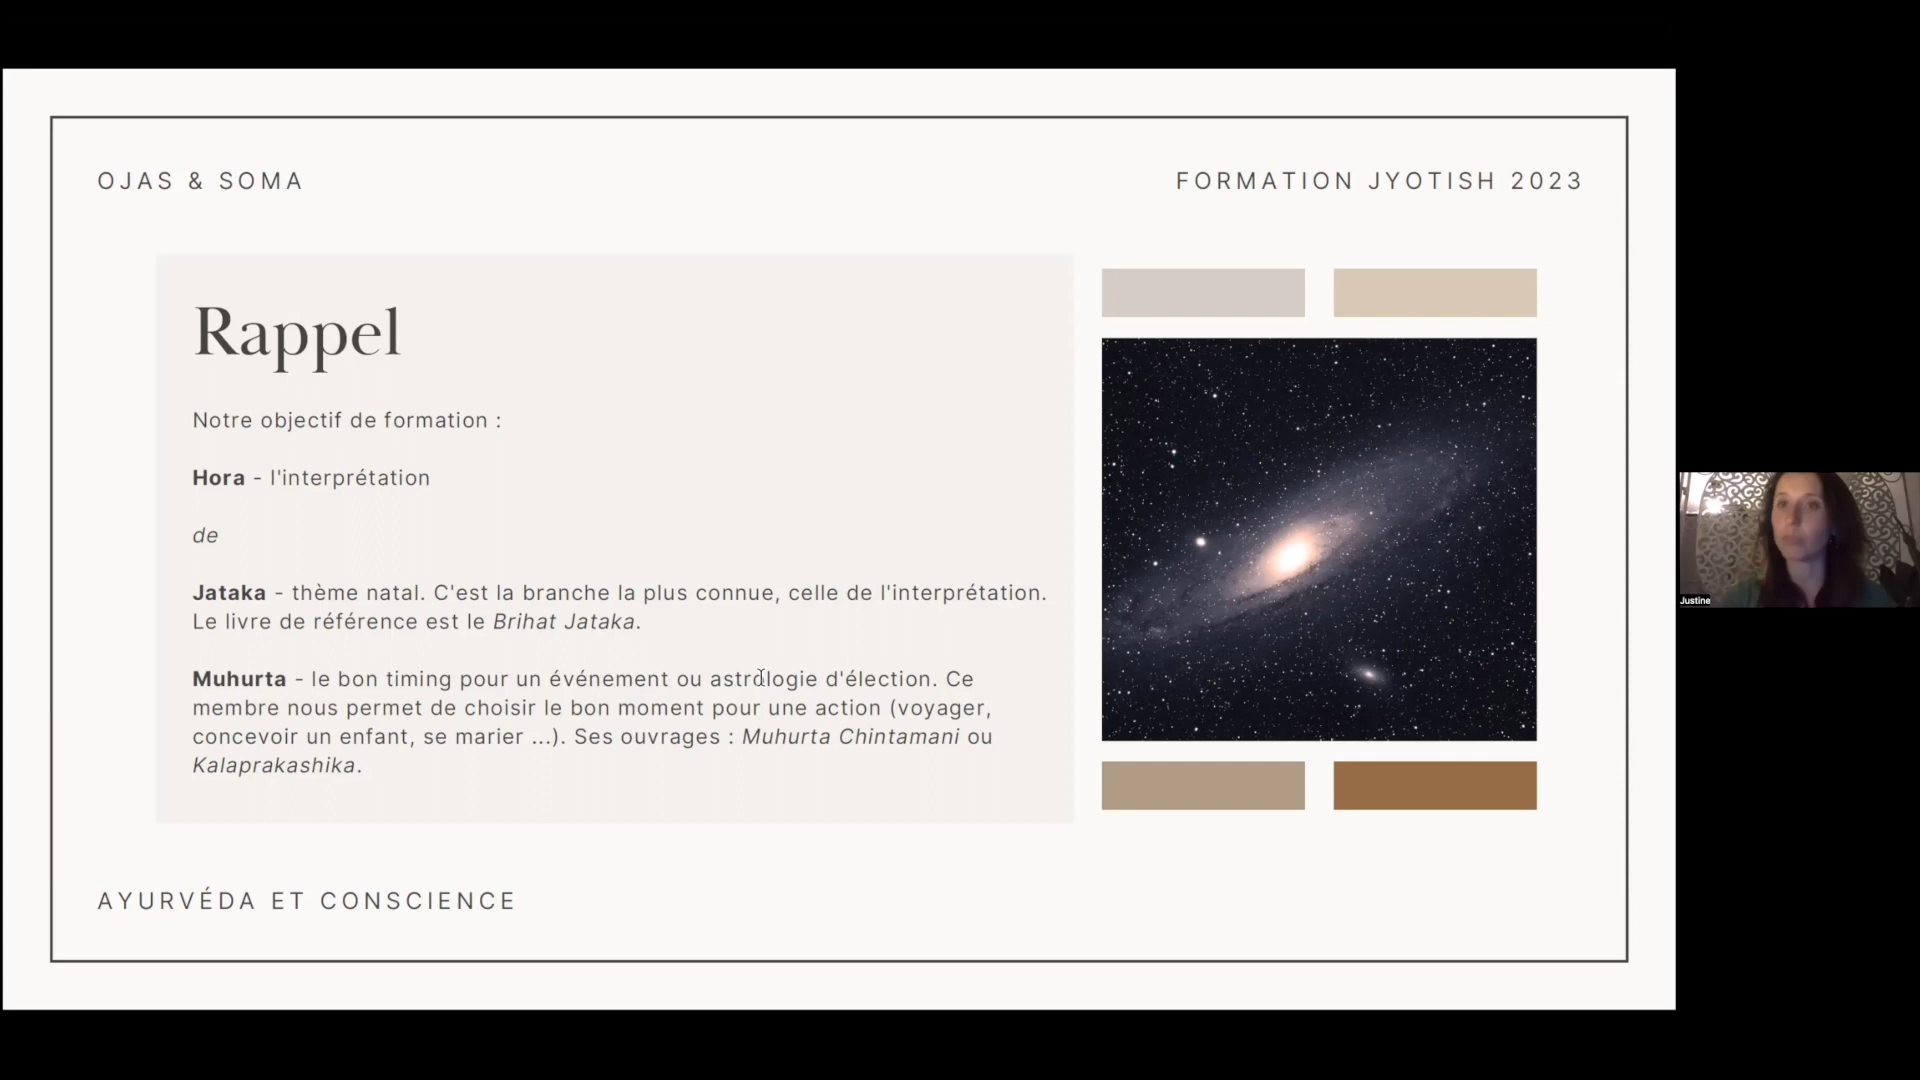 OJAS & SOMA
FORMATION JYOTISH 2023
Rappel
Notre objectif de formation :
Hora - l'interprétation
de
Jataka - thème natal. C'est la branche la plus connue, celle de l'interprétation.
Le livre de référence est le Brihat Jataka.
Muhurta - le bon timing pour un événement ou astrologie d'élection. Ce
membre nous permet de choisir le bon moment pour une action (voyager,
concevoir un enfant, se marier ...). Ses ouvrages : Muhurta Chintamani ou
Kalaprakashika.
AYURVÉDA ET CONSCIENCE
Justine